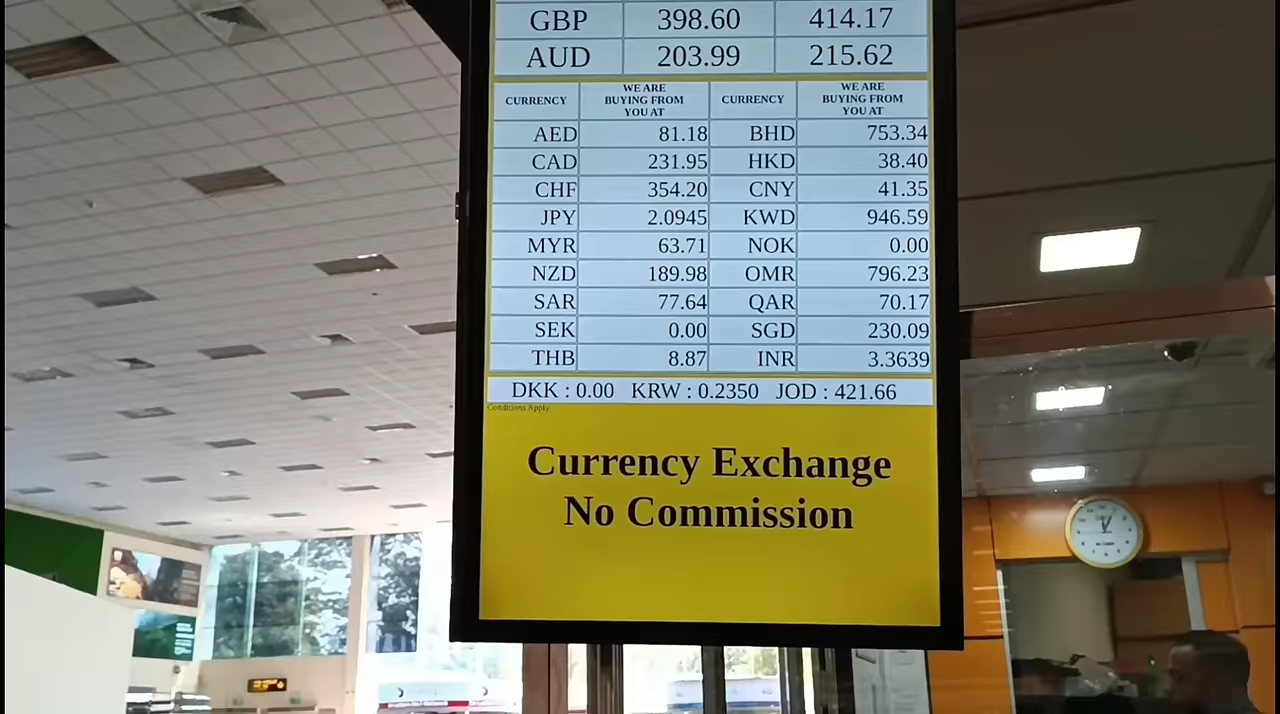 GBP 398.60 414.17
AUD 203.99 215.62
CURRENCY WE ARE BUYING FROM YOU AT CURRENCY WE ARE BUYING FROM YOU AT
AED 81.18 BHD 753.34
CAD 231.95 HKD 38.40
CHF 354.20 CNY 41.35
JPY 2.0945 KWD 946.59
MYR 63.71 NOK 0.00
NZD 189.98 OMR 796.23
SAR 77.64 QAR 70.17
SEK 0.00 SGD 230.09
THB 8.87 INR 3.3639
DKK : 0.00 KRW : 0.2350 JOD : 421.66
Conditions Apply
Currency Exchange
No Commission